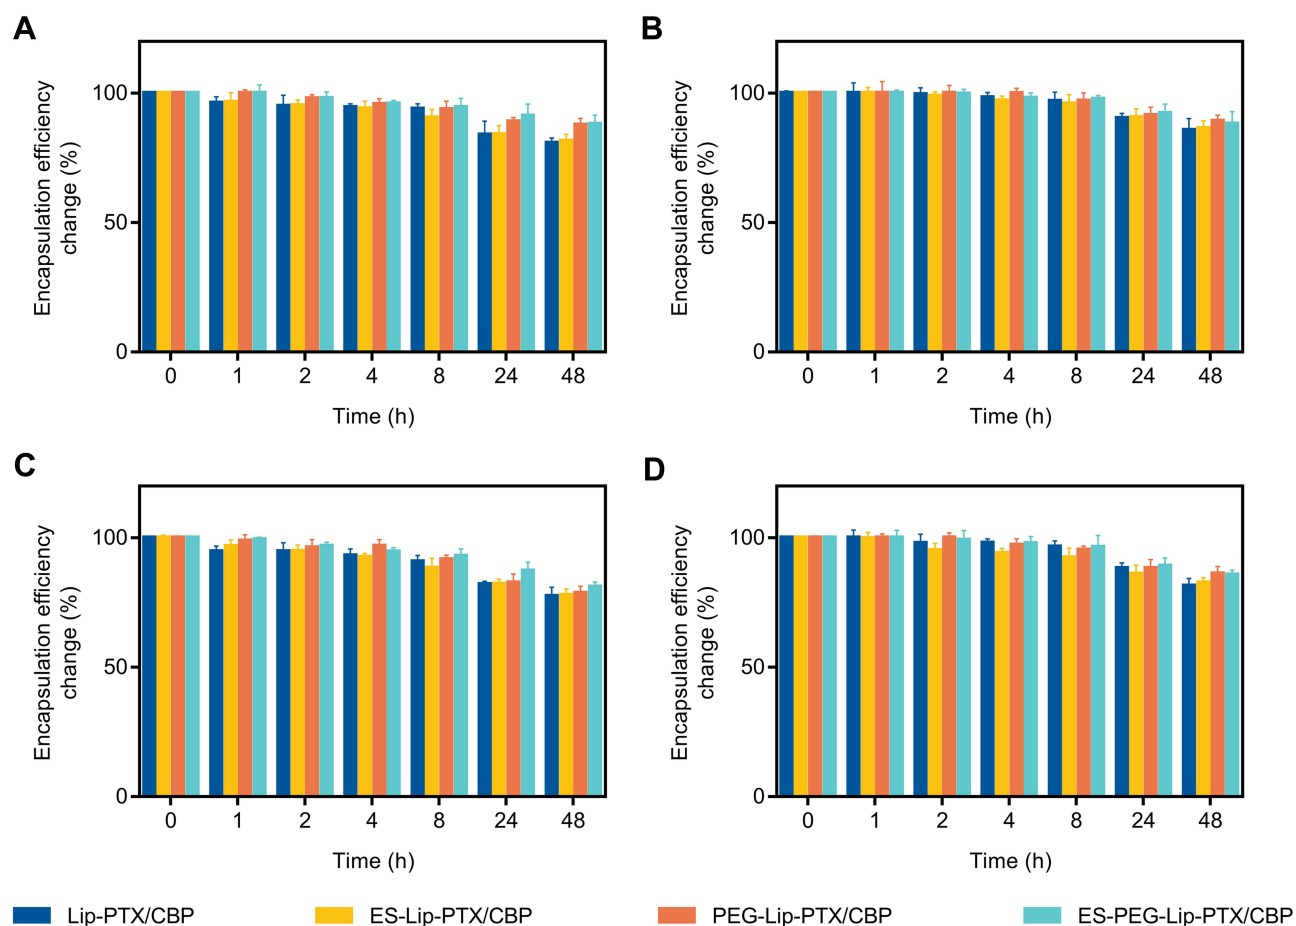 A
Encapsulation efficiency
change (%)
100
50
0
0 1 2 4 8 24 48
Time (h)
B
Encapsulation efficiency
change (%)
100
50
0
0 1 2 4 8 24 48
Time (h)
C
Encapsulation efficiency
change (%)
100
50
0
0 1 2 4 8 24 48
Time (h)
D
Encapsulation efficiency
change (%)
100
50
0
0 1 2 4 8 24 48
Time (h)
Lip-PTX/CBP ES-Lip-PTX/CBP PEG-Lip-PTX/CBP ES-PEG-Lip-PTX/CBP